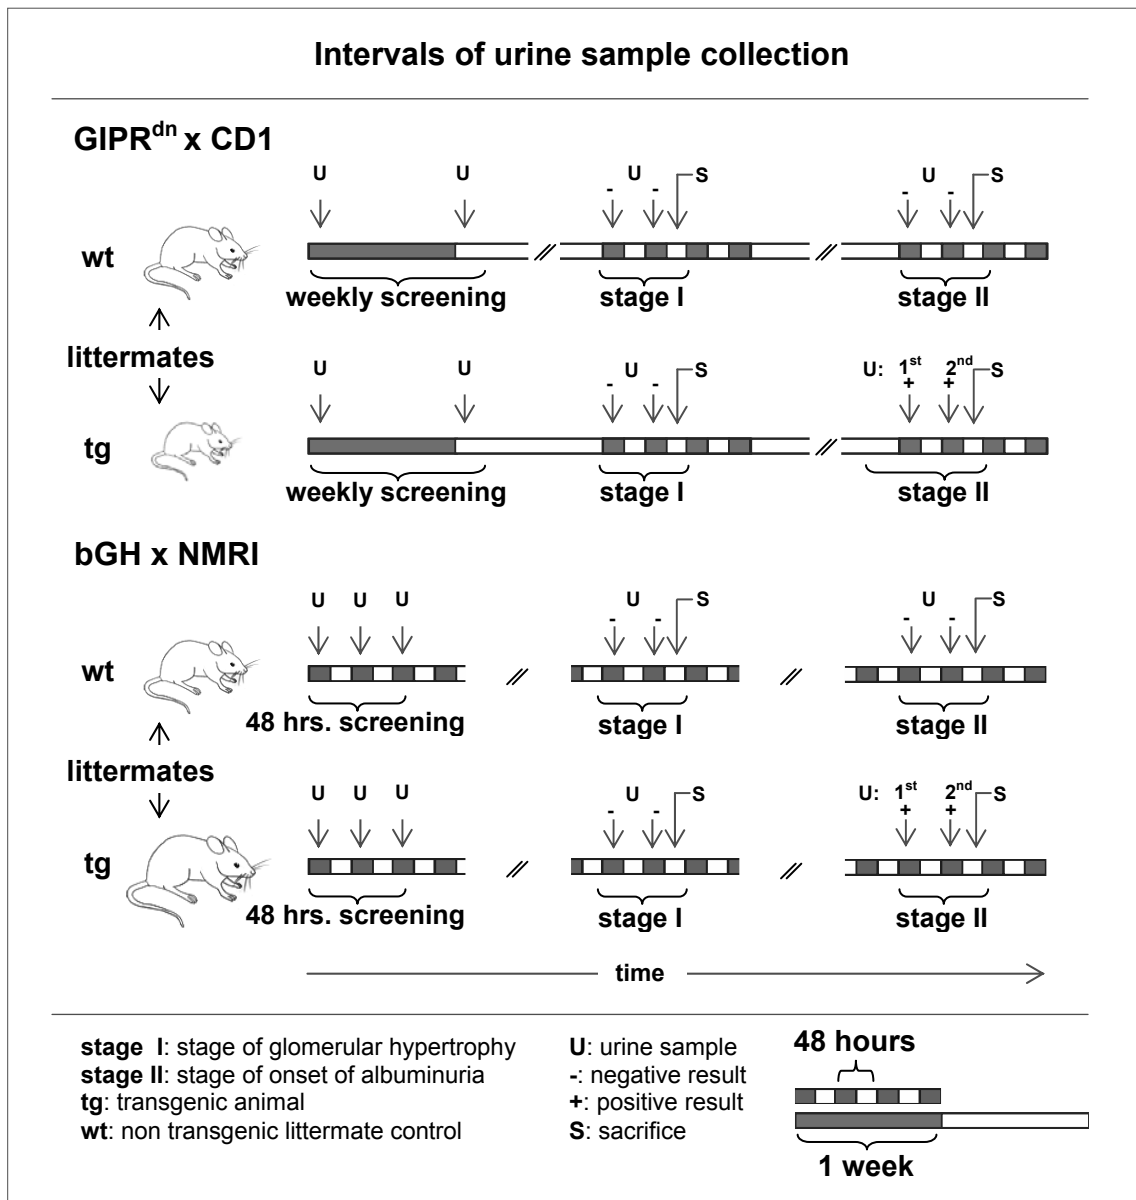 Intervals of urine sample collection
GIPRdn x CD1
U U U S U S
- - - -
wt
weekly screening stage I stage II
littermates
U U U S U: 1st 2nd S
- - + +
tg
weekly screening stage I stage II
bGH x NMRI
U U U U S U S
- - - -
wt
48 hrs. screening stage I stage II
littermates
U U U U S U: 1st 2nd S
- - + +
tg
48 hrs. screening stage I stage II
time
stage I: stage of glomerular hypertrophy
stage II: stage of onset of albuminuria
tg: transgenic animal
wt: non transgenic littermate control
U: urine sample
-: negative result
+: positive result
S: sacrifice
48 hours
1 week